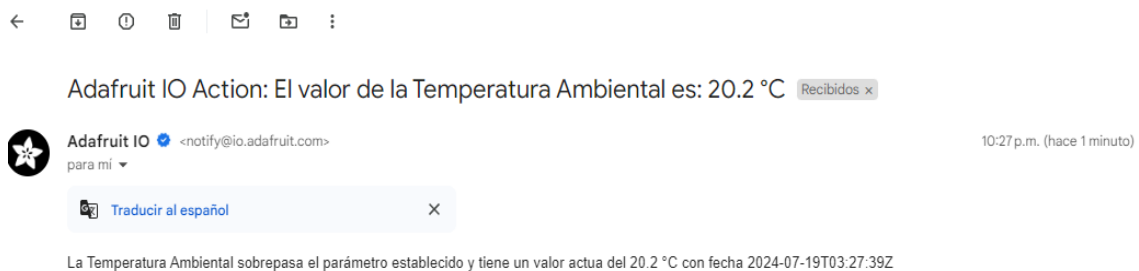 Adafruit IO Action: El valor de la Temperatura Ambiental es: 20.2 °C Recibidos x
Adafruit IO <notify@io.adafruit.com> 10:27 p.m. (hace 1 minuto)
para mí
Traducir al español
La Temperatura Ambiental sobrepasa el parámetro establecido y tiene un valor actua del 20.2 °C con fecha 2024-07-19T03:27:39Z